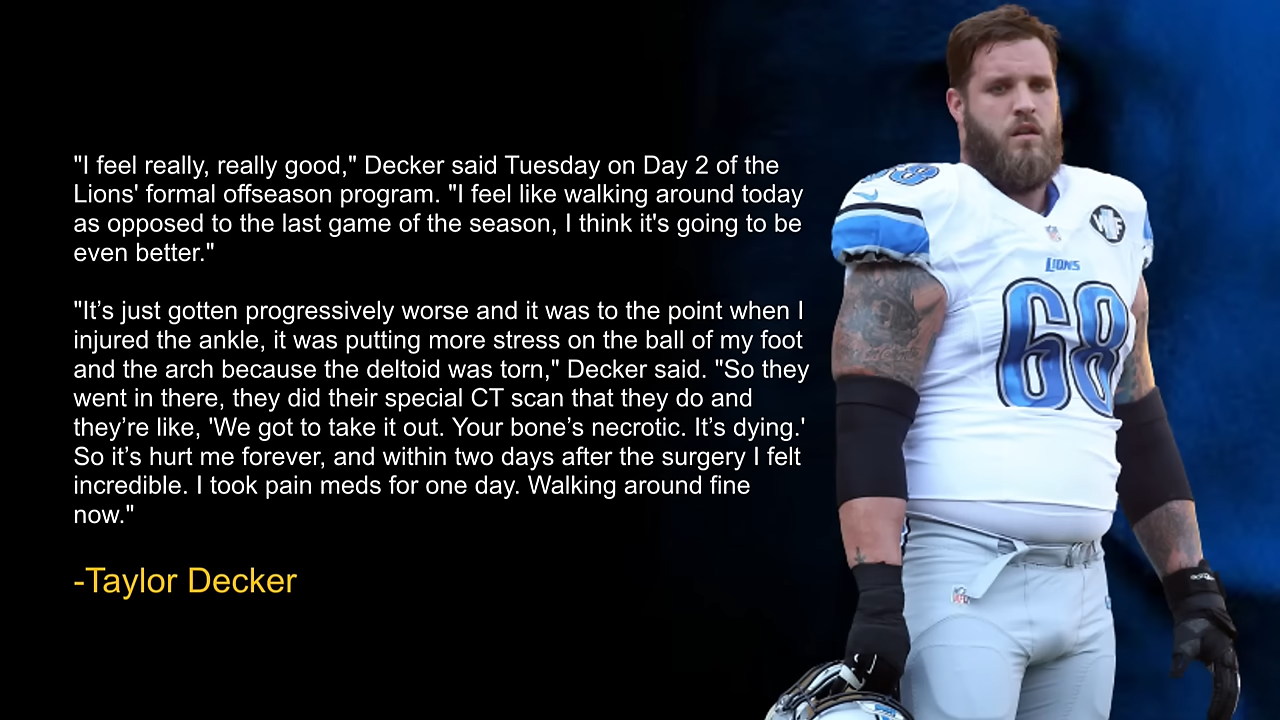 "I feel really, really good," Decker said Tuesday on Day 2 of the
Lions' formal offseason program. "I feel like walking around today
as opposed to the last game of the season, I think it's going to be
even better."
"It’s just gotten progressively worse and it was to the point when I
injured the ankle, it was putting more stress on the ball of my foot
and the arch because the deltoid was torn," Decker said. "So they
went in there, they did their special CT scan that they do and
they’re like, 'We got to take it out. Your bone’s necrotic. It’s dying.'
So it’s hurt me forever, and within two days after the surgery I felt
incredible. I took pain meds for one day. Walking around fine
now."
-Taylor Decker
68
WCF
LIONS
68
NFL